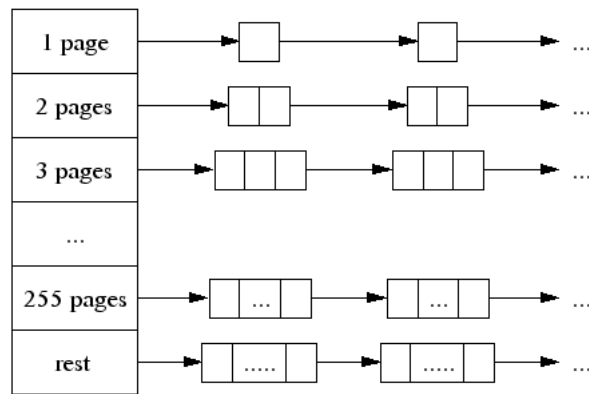 1 page ...
2 pages ...
3 pages ...
...
255 pages ... ... ...
rest ..... ..... ...